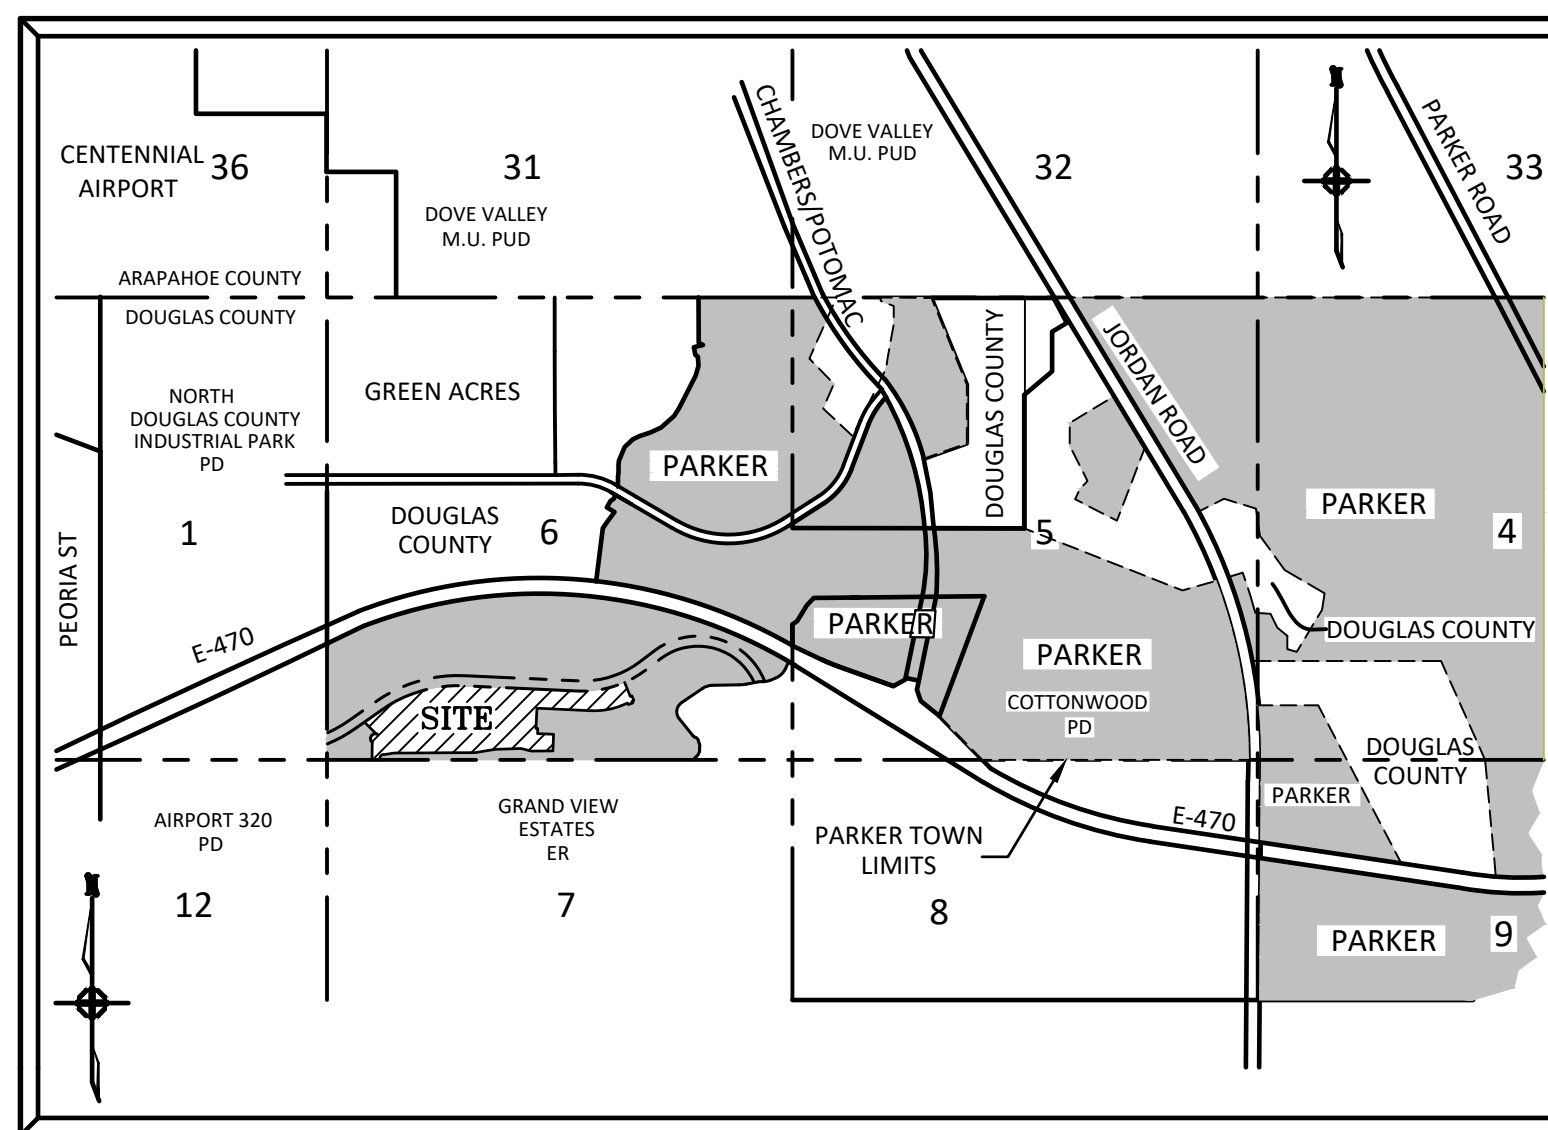 N
CHAMBERS/POTOMAC
PARKER ROAD
DOVE VALLEY
M.U. PUD
CENTENNIAL
AIRPORT
36
31
32
33
DOVE VALLEY
M.U. PUD
ARAPAHOE COUNTY
DOUGLAS COUNTY
GREEN ACRES
NORTH
DOUGLAS COUNTY
INDUSTRIAL PARK
PD
DOUGLAS COUNTY
JORDAN ROAD
PARKER
PARKER
PEORIA ST
1
DOUGLAS
COUNTY
6
5
4
E-470
PARKER
PARKER
DOUGLAS COUNTY
COTTONWOOD
PD
SITE
DOUGLAS
COUNTY
PARKER
AIRPORT 320
PD
GRAND VIEW
ESTATES
ER
PARKER TOWN
LIMITS
E-470
N
12
7
8
PARKER
9